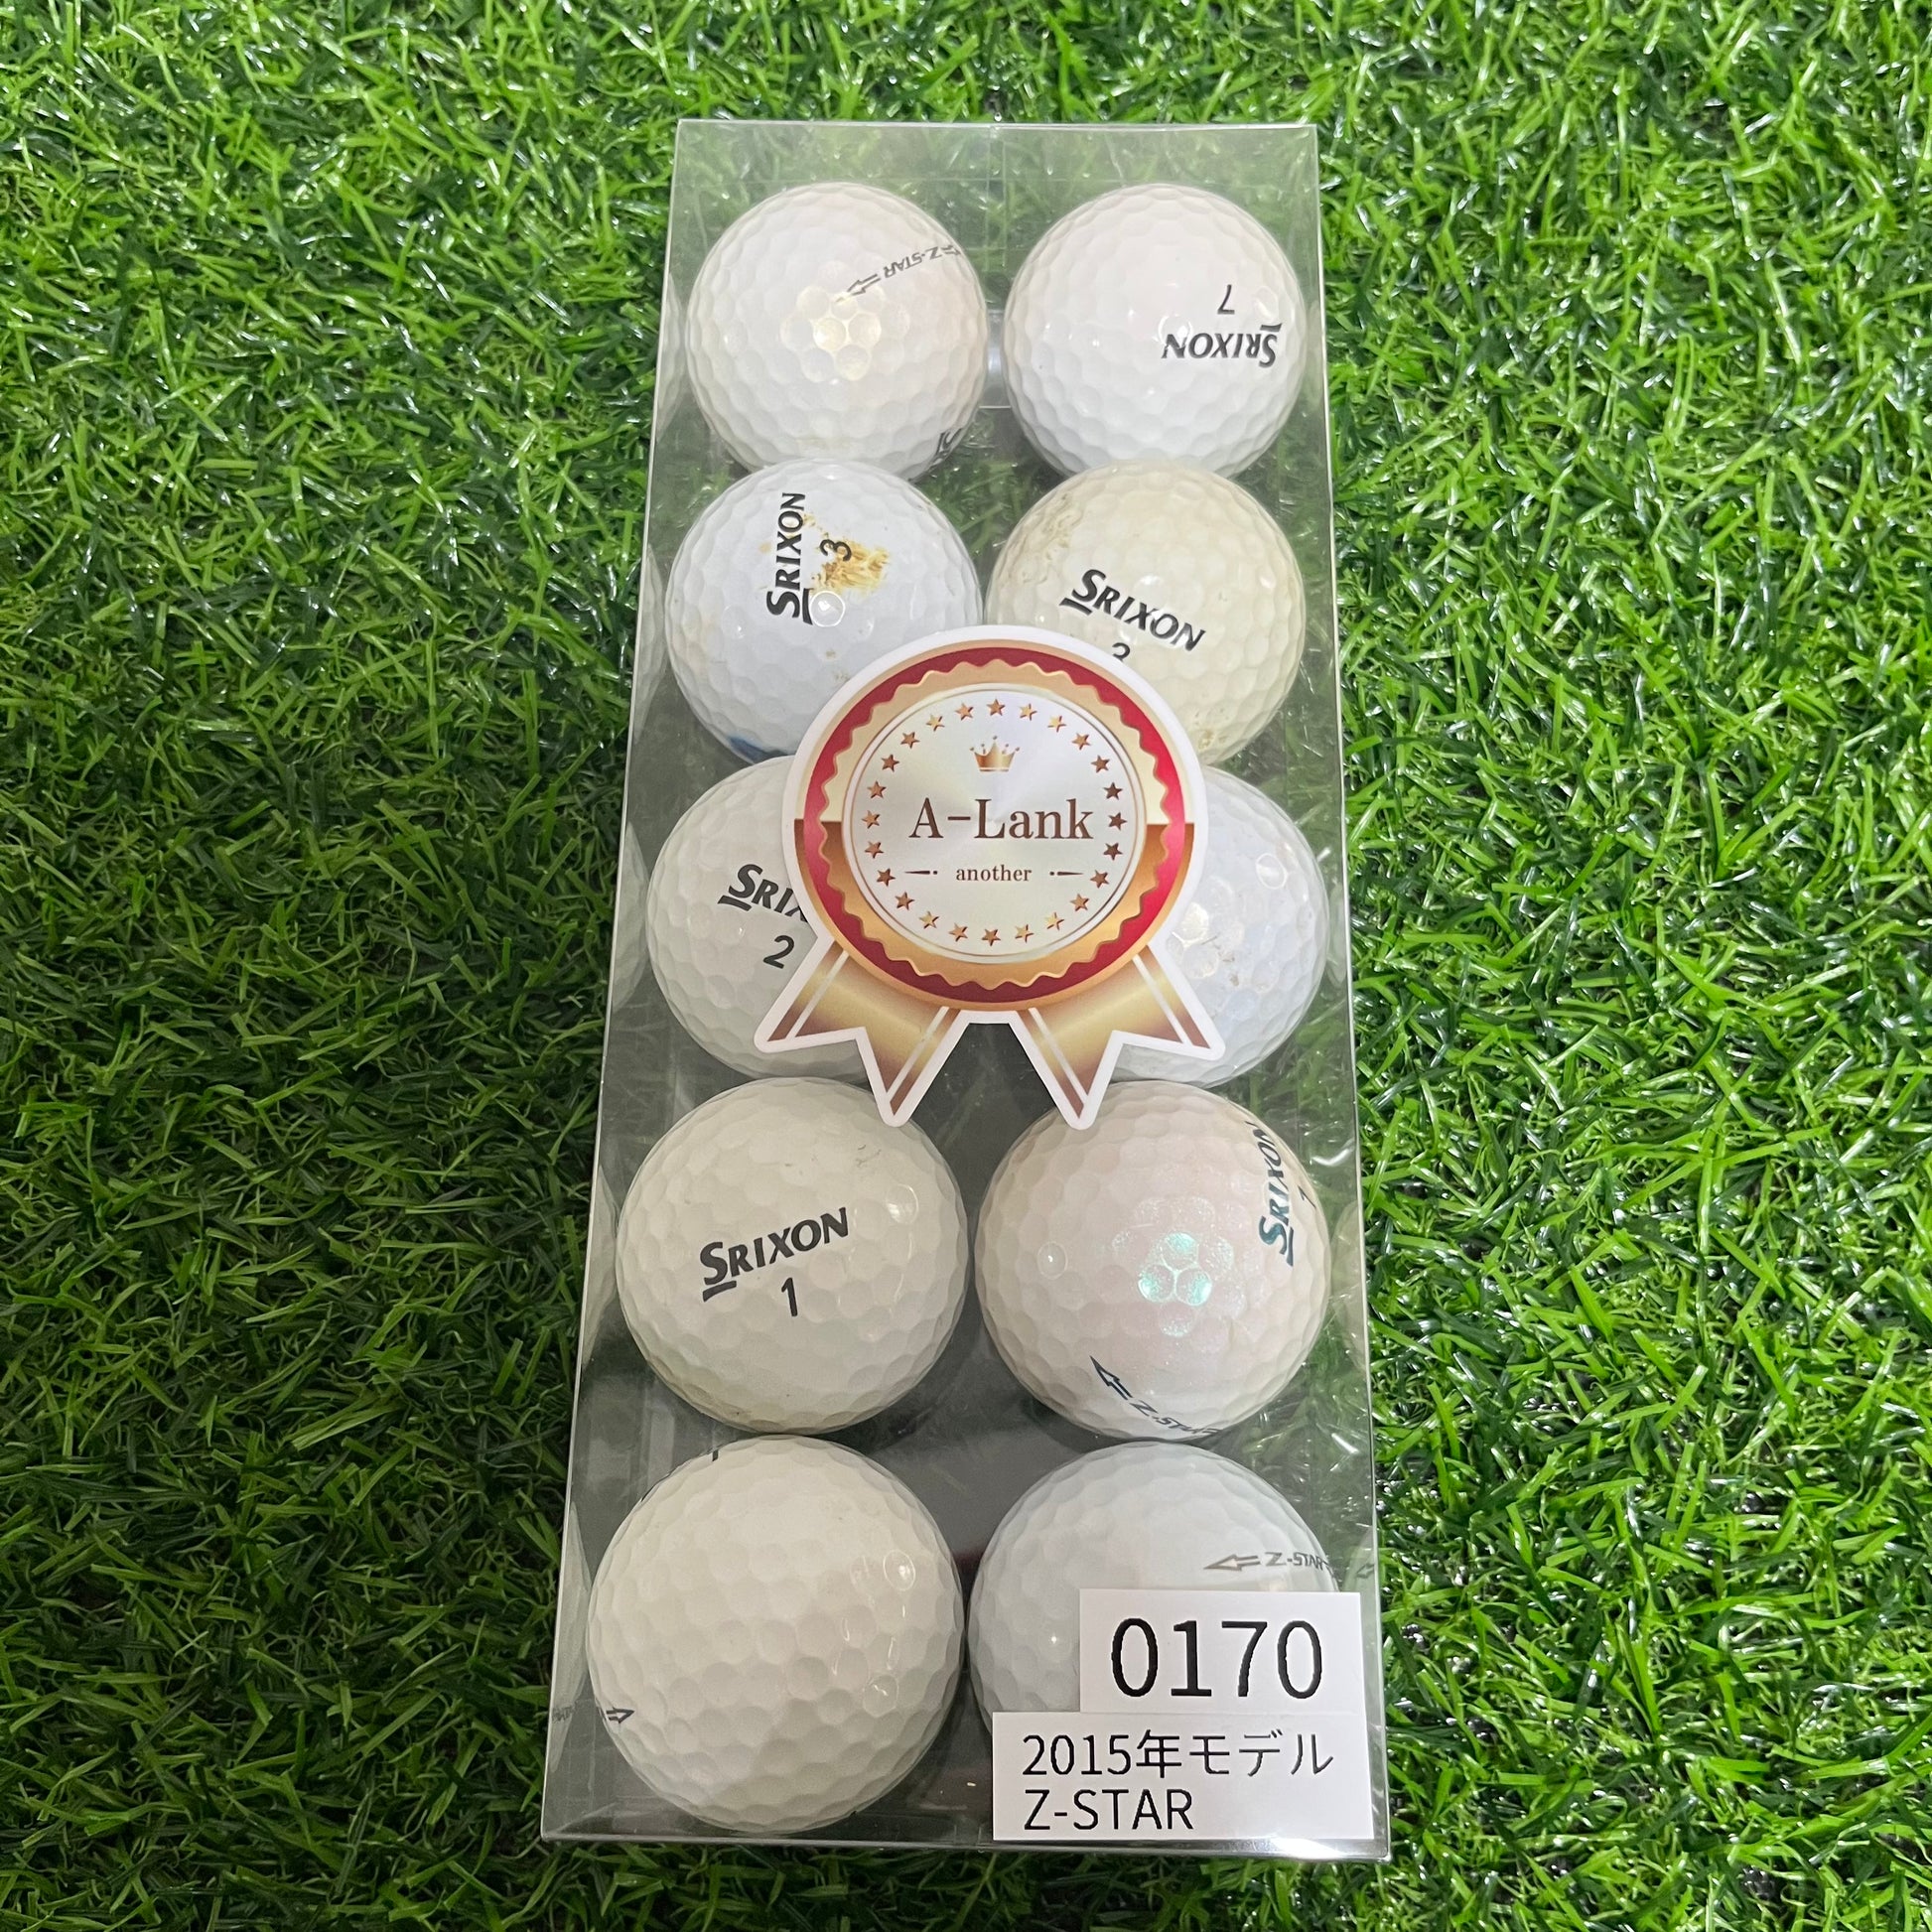 Z-STAR
SRIXON
7
SRIXON
3
SRIXON
A-Lank
another
2
SRIXON
1
SRIXON
Z-STAR
Z-STAR
0170
2015年モデル
Z-STAR